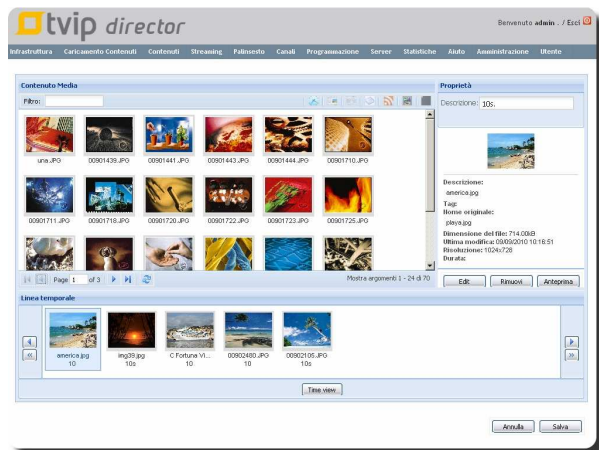 tvip director
Benvenuto admin . / Esci
Infrastruttura Caricamento Contenuti Contenuti Streaming Palinsesto Canali Programmazione Server Statistiche Aiuto Amministrazione Utente
Contenuto Media
Filtro:
una.JPG 00901439.JPG 00901441.JPG 00901443.JPG 00901444.JPG 00901710.JPG
00901711.JPG 00901718.JPG 00901720.JPG 00901722.JPG 00901723.JPG 00901725.JPG
Page 1 of 3
Mostra argomenti 1 - 24 di 70
Proprietà
Descrizione: 10s.
Descrizione:
america.jpg
Tag:
Nome originale:
playa.jpg
Dimensione del file: 714.00kB
Ultima modifica: 09/09/2010 10:16:51
Risoluzione: 1024x728
Durata:
Edit Rimuovi Anteprima
Linea temporale
america.jpg img39.jpg C Fortuna Vi... 00902480.JPG 00902105.JPG
10 10s 10 10 10s
Time view
Annulla Salva